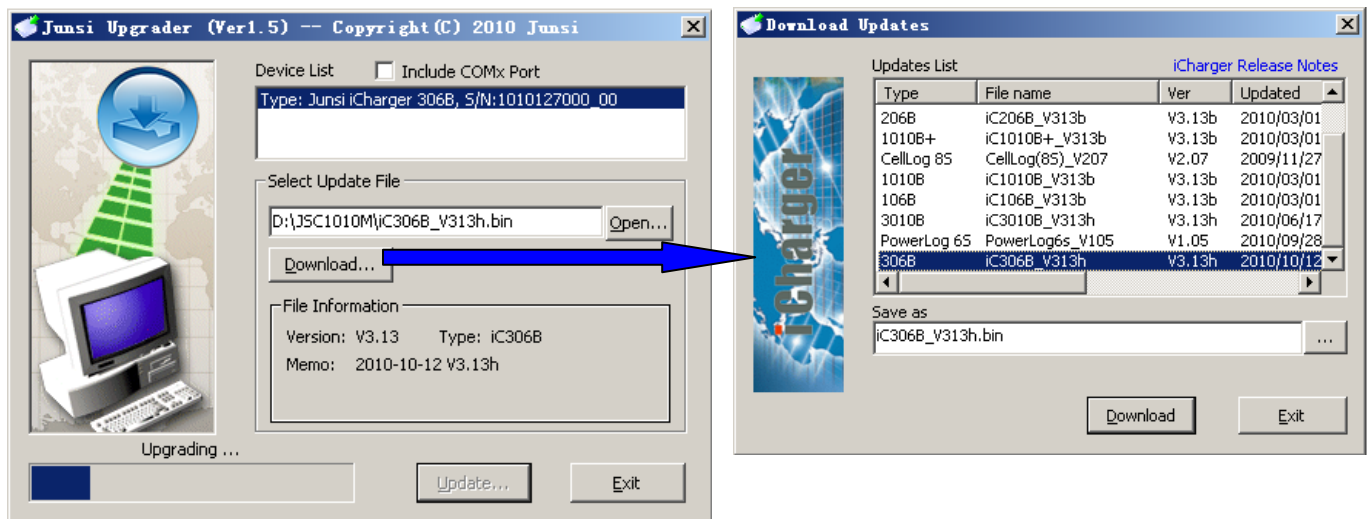 Junsi Upgrader (Ver1.5) -- Copyright(C) 2010 Junsi
Device List
Include COMx Port
Type: Junsi iCharger 306B, S/N:1010127000_00
Select Update File
D:\JSC1010M\iC306B_V313h.bin
Open...
Download...
File Information
Version: V3.13 Type: iC306B
Memo: 2010-10-12 V3.13h
Upgrading ...
Update...
Exit
Download Updates
Updates List
iCharger Release Notes
Type File name Ver Updated
206B iC206B_V313b V3.13b 2010/03/01
1010B+ iC1010B+_V313b V3.13b 2010/03/01
CellLog 8S CellLog(8S)_V207 V2.07 2009/11/27
1010B iC1010B_V313b V3.13b 2010/03/01
106B iC106B_V313b V3.13b 2010/03/01
3010B iC3010B_V313h V3.13h 2010/06/17
PowerLog 6S PowerLog6s_V105 V1.05 2010/09/28
306B iC306B_V313h V3.13h 2010/10/12
iCharger
Save as
iC306B_V313h.bin
...
Download
Exit